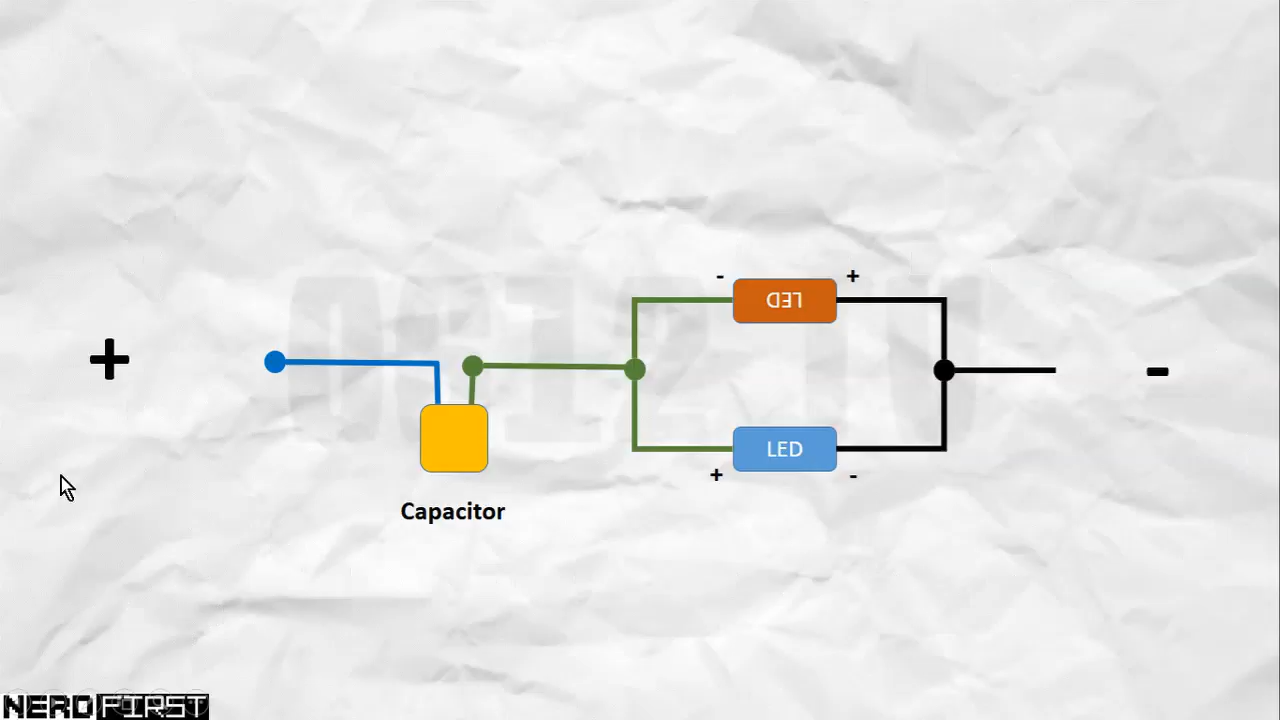 - +
LED
+ -
LED
+ -
Capacitor
NERDFIRST